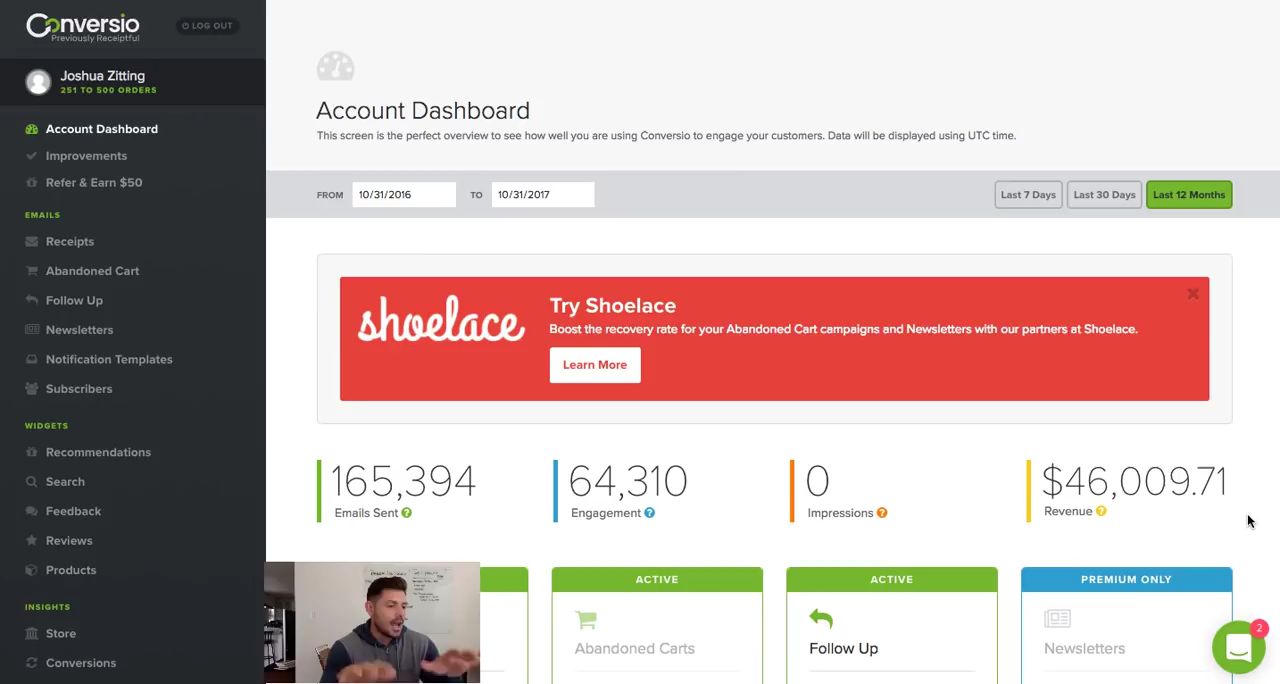 Conversio
Previously Receiptful
LOG OUT
Joshua Zitting
251 TO 500 ORDERS
Account Dashboard
Improvements
Refer & Earn $50
EMAILS
Receipts
Abandoned Cart
Follow Up
Newsletters
Notification Templates
Subscribers
WIDGETS
Recommendations
Search
Feedback
Reviews
Products
INSIGHTS
Store
Conversions
Account Dashboard
This screen is the perfect overview to see how well you are using Conversio to engage your customers. Data will be displayed using UTC time.
FROM 10/31/2016 TO 10/31/2017 Last 7 Days Last 30 Days Last 12 Months
shoelace
Try Shoelace
Boost the recovery rate for your Abandoned Cart campaigns and Newsletters with our partners at Shoelace.
Learn More
165,394 64,310 0 $46,009.71
Emails Sent ? Engagement ? Impressions ? Revenue ?
ACTIVE ACTIVE PREMIUM ONLY
Abandoned Carts Follow Up Newsletters
2